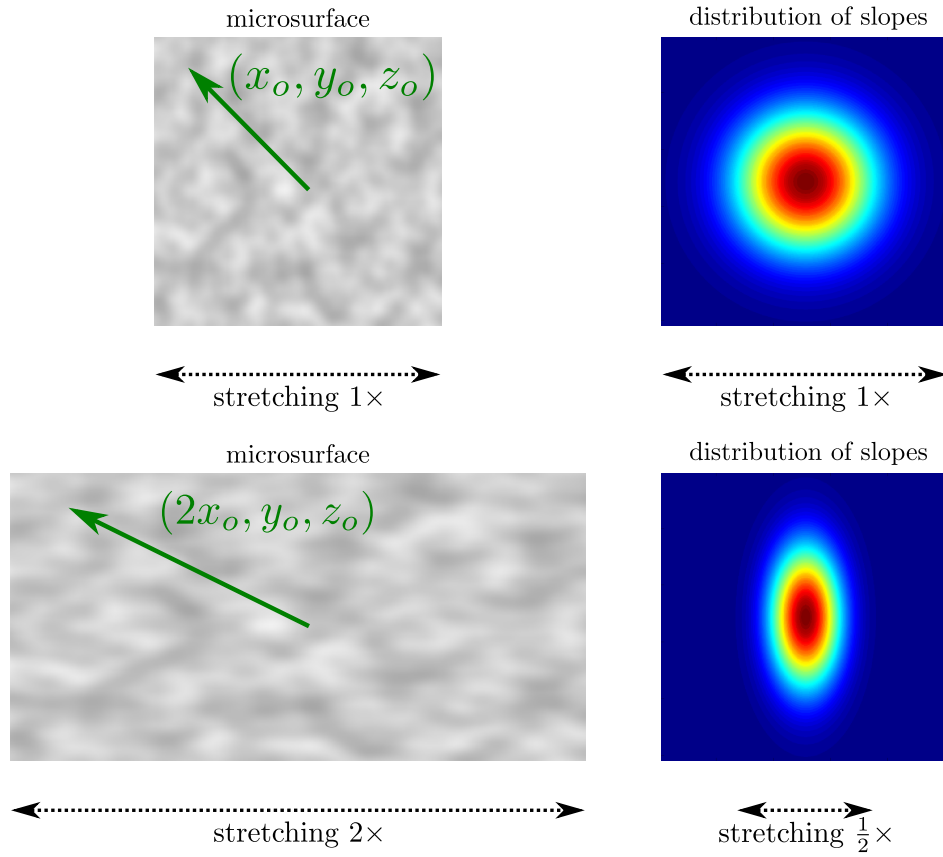 microsurface
distribution of slopes
(x_o, y_o, z_o)
stretching 1×
stretching 1×
microsurface
distribution of slopes
(2x_o, y_o, z_o)
stretching 2×
stretching 1/2×